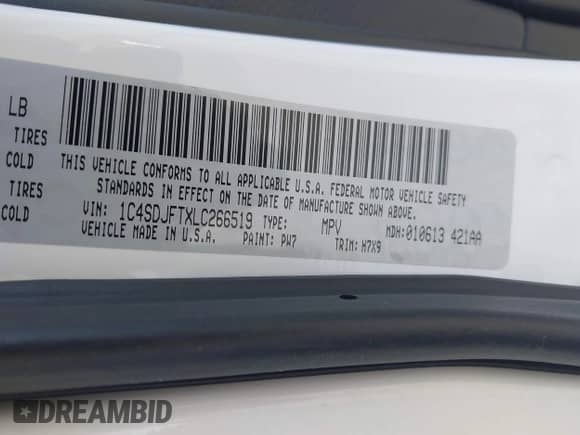 LB
TIRES
COLD
TIRES
COLD
THIS VEHICLE CONFORMS TO ALL APPLICABLE U.S.A. FEDERAL MOTOR VEHICLE SAFETY
STANDARDS IN EFFECT ON THE DATE OF MANUFACTURE SHOWN ABOVE.
VIN: 1C4SDJFTXLC266519 TYPE: MPV MDH:010613 421AA
VEHICLE MADE IN U.S.A. PAINT: PW7 TRIM: H7X9
DREAMBID